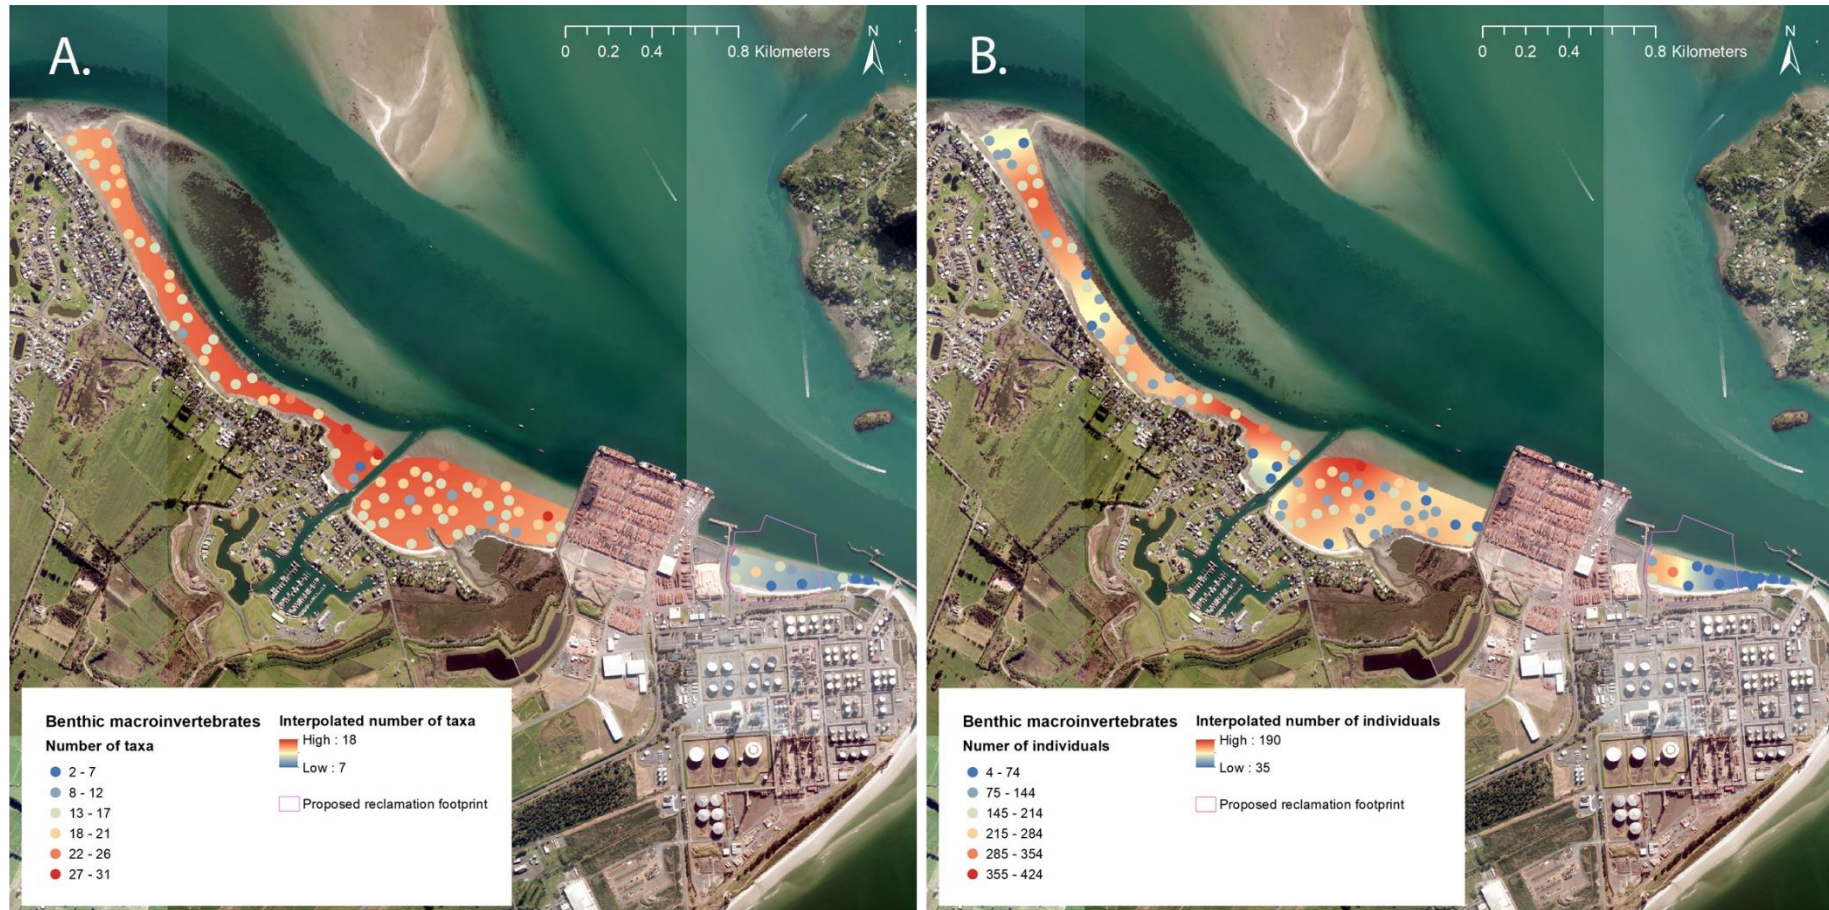 A.
N
0 0.2 0.4 0.8 Kilometers
Benthic macroinvertebrates
Number of taxa
2 - 7
8 - 12
13 - 17
18 - 21
22 - 26
27 - 31
Interpolated number of taxa
High : 18
Low : 7
Proposed reclamation footprint
B.
N
0 0.2 0.4 0.8 Kilometers
Benthic macroinvertebrates
Numer of individuals
4 - 74
75 - 144
145 - 214
215 - 284
285 - 354
355 - 424
Interpolated number of individuals
High : 190
Low : 35
Proposed reclamation footprint